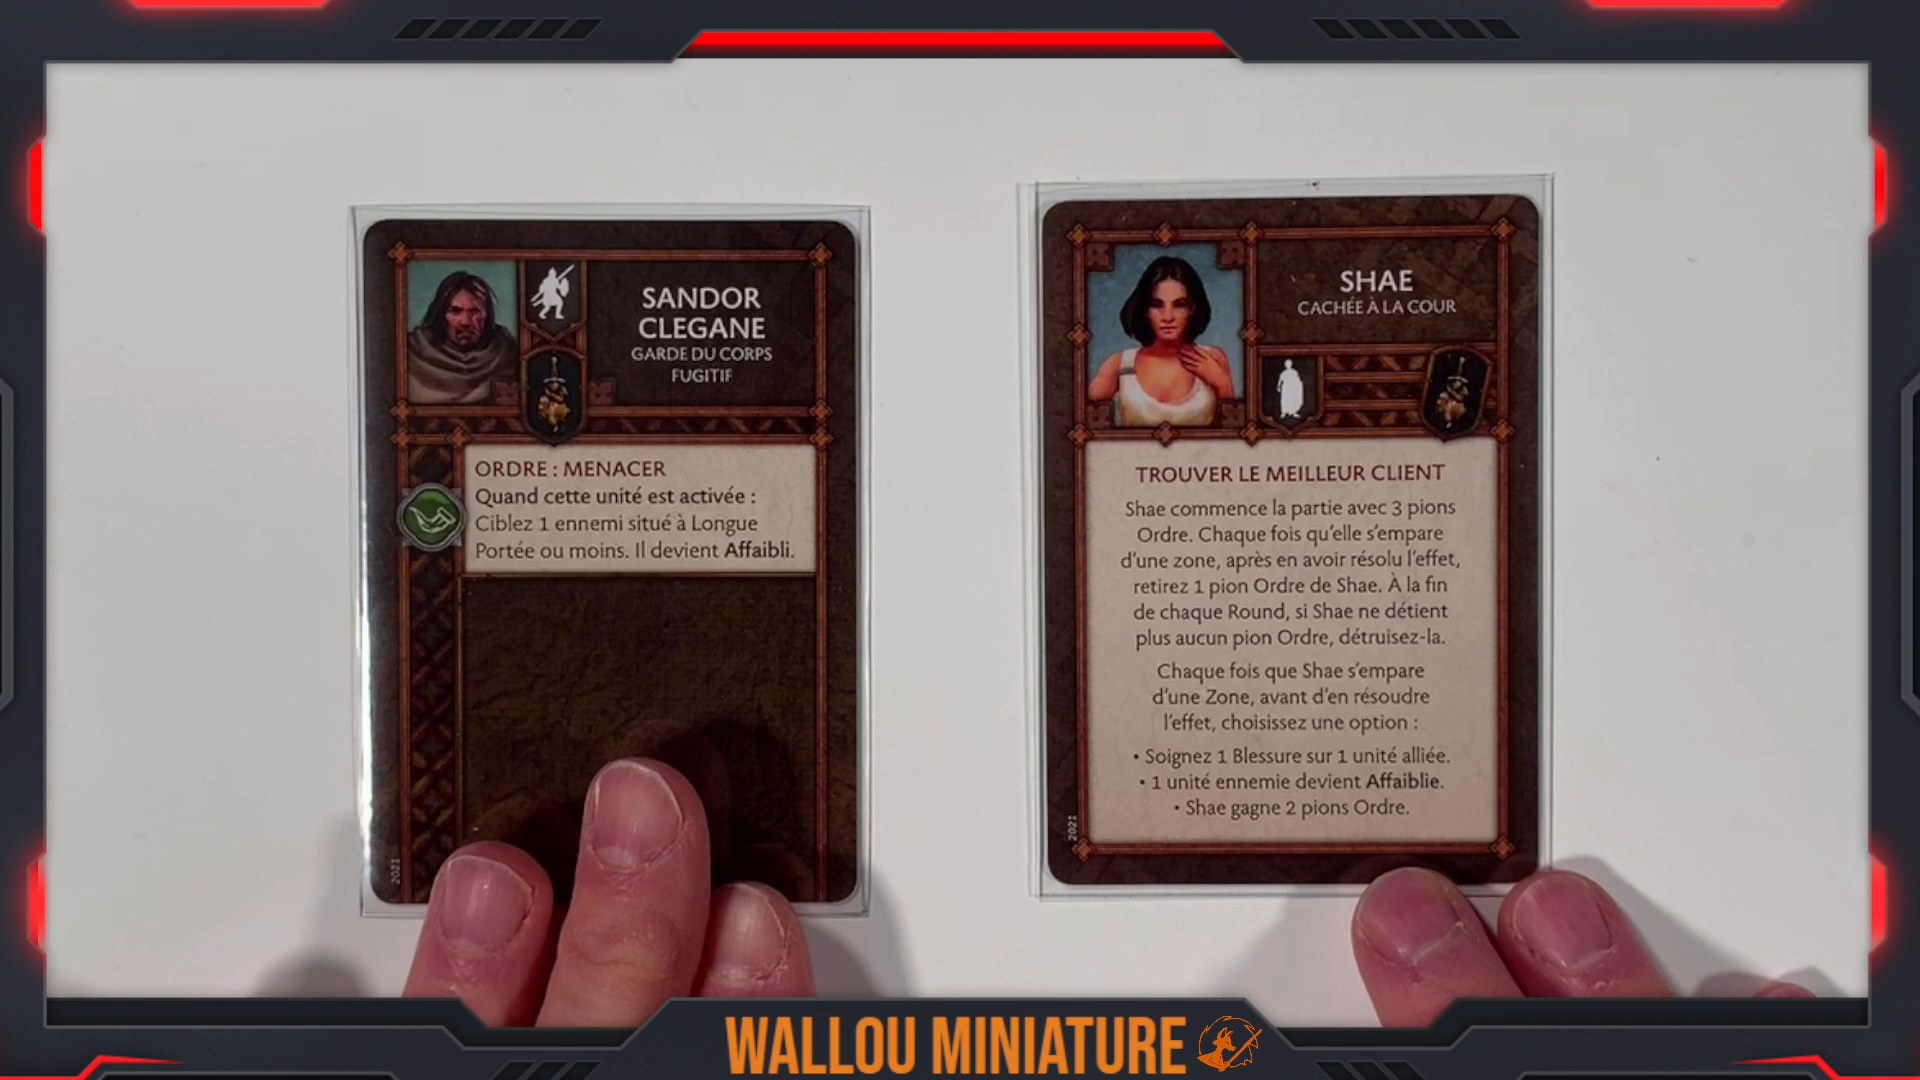 SANDOR
CLEGANE
GARDE DU CORPS
FUGITIF
ORDRE : MENACER
Quand cette unité est activée :
Ciblez 1 ennemi situé à Longue
Portée ou moins. Il devient Affaibli.
2021
SHAE
CACHÉE À LA COUR
TROUVER LE MEILLEUR CLIENT
Shae commence la partie avec 3 pions
Ordre. Chaque fois qu'elle s'empare
d'une zone, après en avoir résolu l'effet,
retirez 1 pion Ordre de Shae. À la fin
de chaque Round, si Shae ne détient
plus aucun pion Ordre, détruisez-la.
Chaque fois que Shae s'empare
d'une Zone, avant d'en résoudre
l'effet, choisissez une option :
• Soignez 1 Blessure sur 1 unité alliée.
• 1 unité ennemie devient Affaiblie.
• Shae gagne 2 pions Ordre.
2021
WALLOU MINIATURE